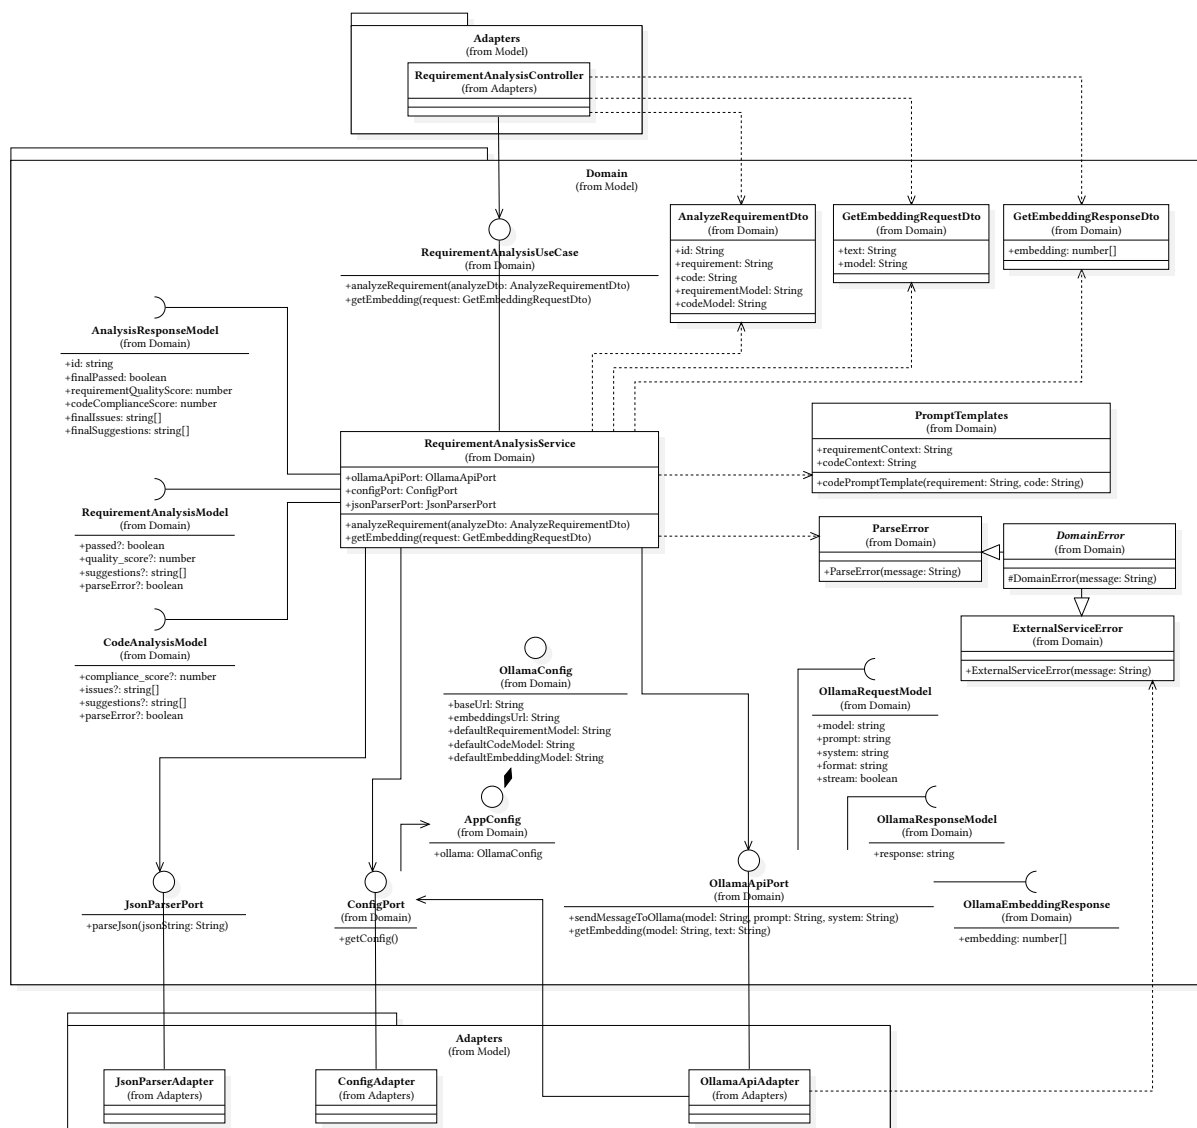 Adapters
(from Model)
RequirementAnalysisController
(from Adapters)
Domain
(from Model)
RequirementAnalysisUseCase
(from Domain)
+analyzeRequirement(analyzeDto: AnalyzeRequirementDto)
+getEmbedding(request: GetEmbeddingRequestDto)
AnalyzeRequirementDto
(from Domain)
+id: String
+requirement: String
+code: String
+requirementModel: String
+codeModel: String
GetEmbeddingRequestDto
(from Domain)
+text: String
+model: String
GetEmbeddingResponseDto
(from Domain)
+embedding: number[]
AnalysisResponseModel
(from Domain)
+id: string
+finalPassed: boolean
+requirementQualityScore: number
+codeComplianceScore: number
+finalIssues: string[]
+finalSuggestions: string[]
RequirementAnalysisService
(from Domain)
+ollamaApiPort: OllamaApiPort
+configPort: ConfigPort
+jsonParserPort: JsonParserPort
+analyzeRequirement(analyzeDto: AnalyzeRequirementDto)
+getEmbedding(request: GetEmbeddingRequestDto)
PromptTemplates
(from Domain)
+requirementContext: String
+codeContext: String
+codePromptTemplate(requirement: String, code: String)
RequirementAnalysisModel
(from Domain)
+passed?: boolean
+quality_score?: number
+suggestions?: string[]
+parseError?: boolean
ParseError
(from Domain)
+ParseError(message: String)
DomainError
(from Domain)
#DomainError(message: String)
CodeAnalysisModel
(from Domain)
+compliance_score?: number
+issues?: string[]
+suggestions?: string[]
+parseError?: boolean
ExternalServiceError
(from Domain)
+ExternalServiceError(message: String)
OllamaConfig
(from Domain)
+baseUrl: String
+embeddingsUrl: String
+defaultRequirementModel: String
+defaultCodeModel: String
+defaultEmbeddingModel: String
OllamaRequestModel
(from Domain)
+model: string
+prompt: string
+system: string
+format: string
+stream: boolean
AppConfig
(from Domain)
+ollama: OllamaConfig
OllamaResponseModel
(from Domain)
+response: string
JsonParserPort
+parseJson(jsonString: String)
ConfigPort
(from Domain)
+getConfig()
OllamaApiPort
(from Domain)
+sendMessageToOllama(model: String, prompt: String, system: String)
+getEmbedding(model: String, text: String)
OllamaEmbeddingResponse
(from Domain)
+embedding: number[]
Adapters
(from Model)
JsonParserAdapter
(from Adapters)
ConfigAdapter
(from Adapters)
OllamaApiAdapter
(from Adapters)